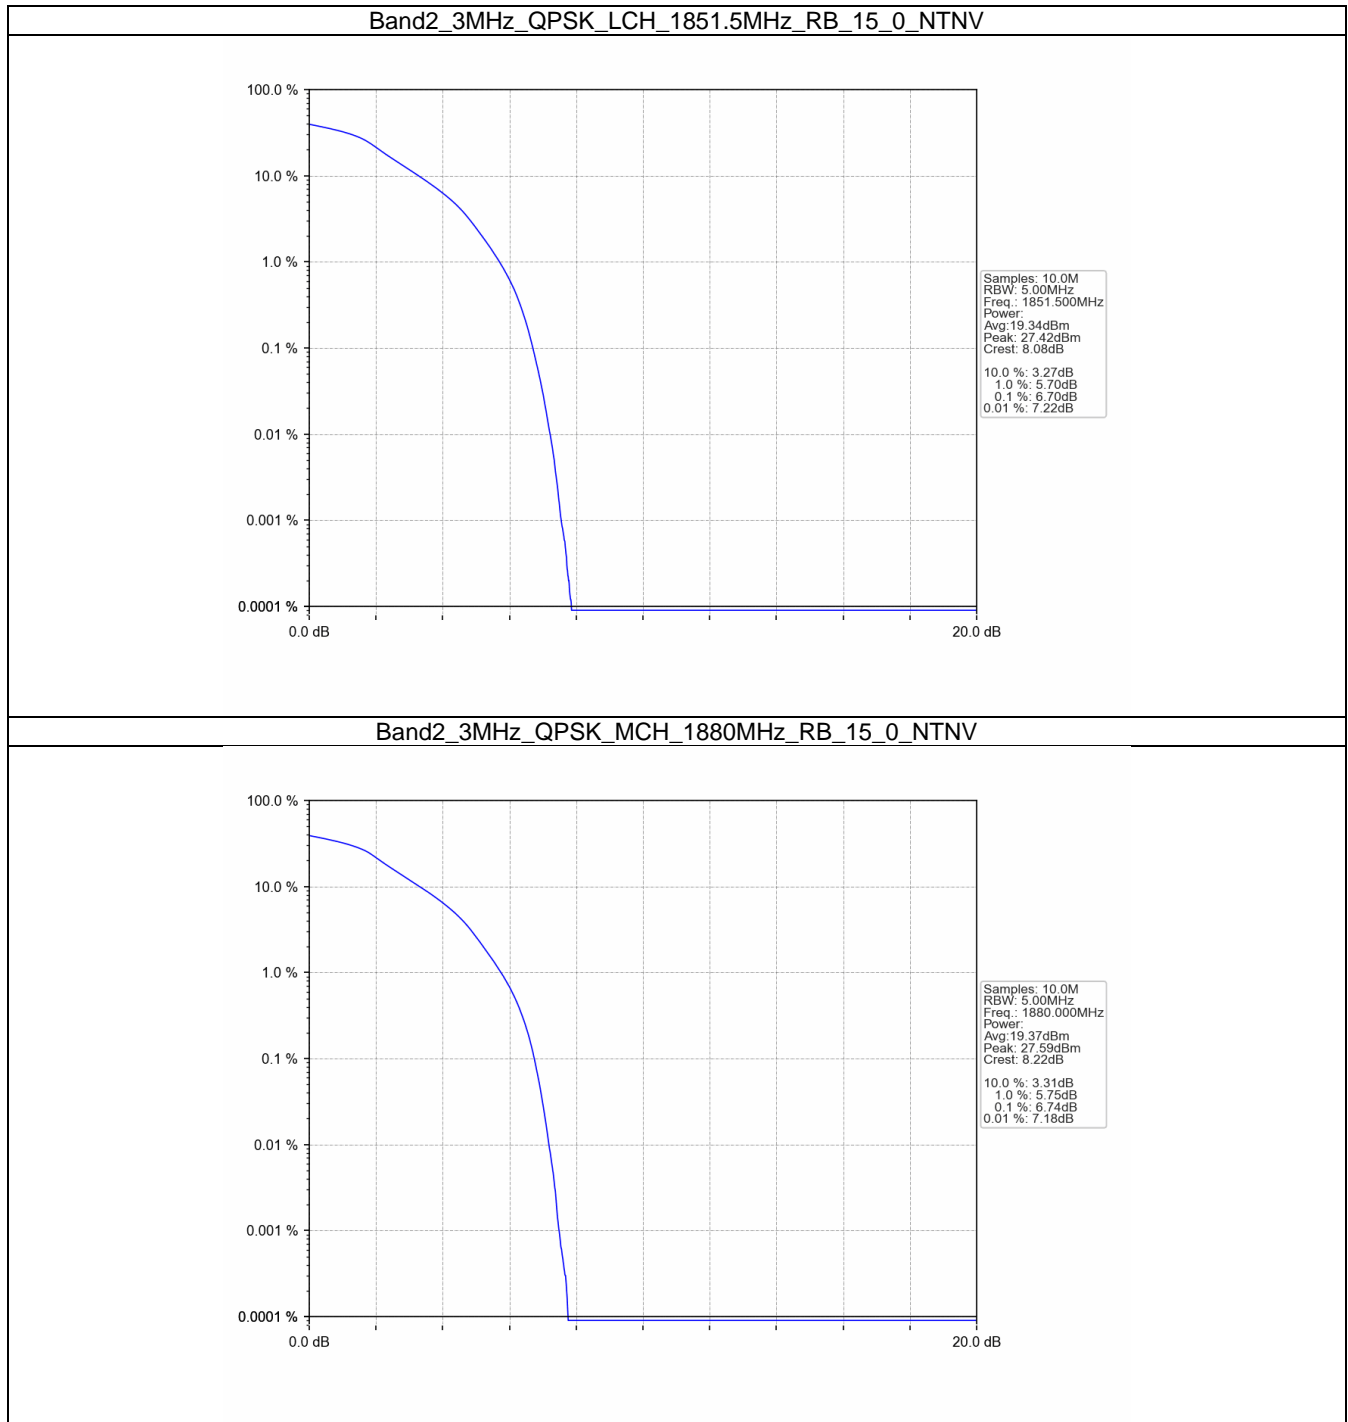 Band2_3MHz_QPSK_LCH_1851.5MHz_RB_15_0_NTNV
100.0 %
10.0 %
1.0 %
0.1 %
0.01 %
0.001 %
0.0001 %
0.0 dB
20.0 dB
Samples: 10.0M
RBW: 5.00MHz
Freq.: 1851.500MHz
Power:
Avg:19.34dBm
Peak: 27.42dBm
Crest: 8.08dB
10.0 %: 3.27dB
1.0 %: 5.70dB
0.1 %: 6.70dB
0.01 %: 7.22dB
Band2_3MHz_QPSK_MCH_1880MHz_RB_15_0_NTNV
100.0 %
10.0 %
1.0 %
0.1 %
0.01 %
0.001 %
0.0001 %
0.0 dB
20.0 dB
Samples: 10.0M
RBW: 5.00MHz
Freq.: 1880.000MHz
Power:
Avg:19.37dBm
Peak: 27.59dBm
Crest: 8.22dB
10.0 %: 3.31dB
1.0 %: 5.75dB
0.1 %: 6.74dB
0.01 %: 7.18dB